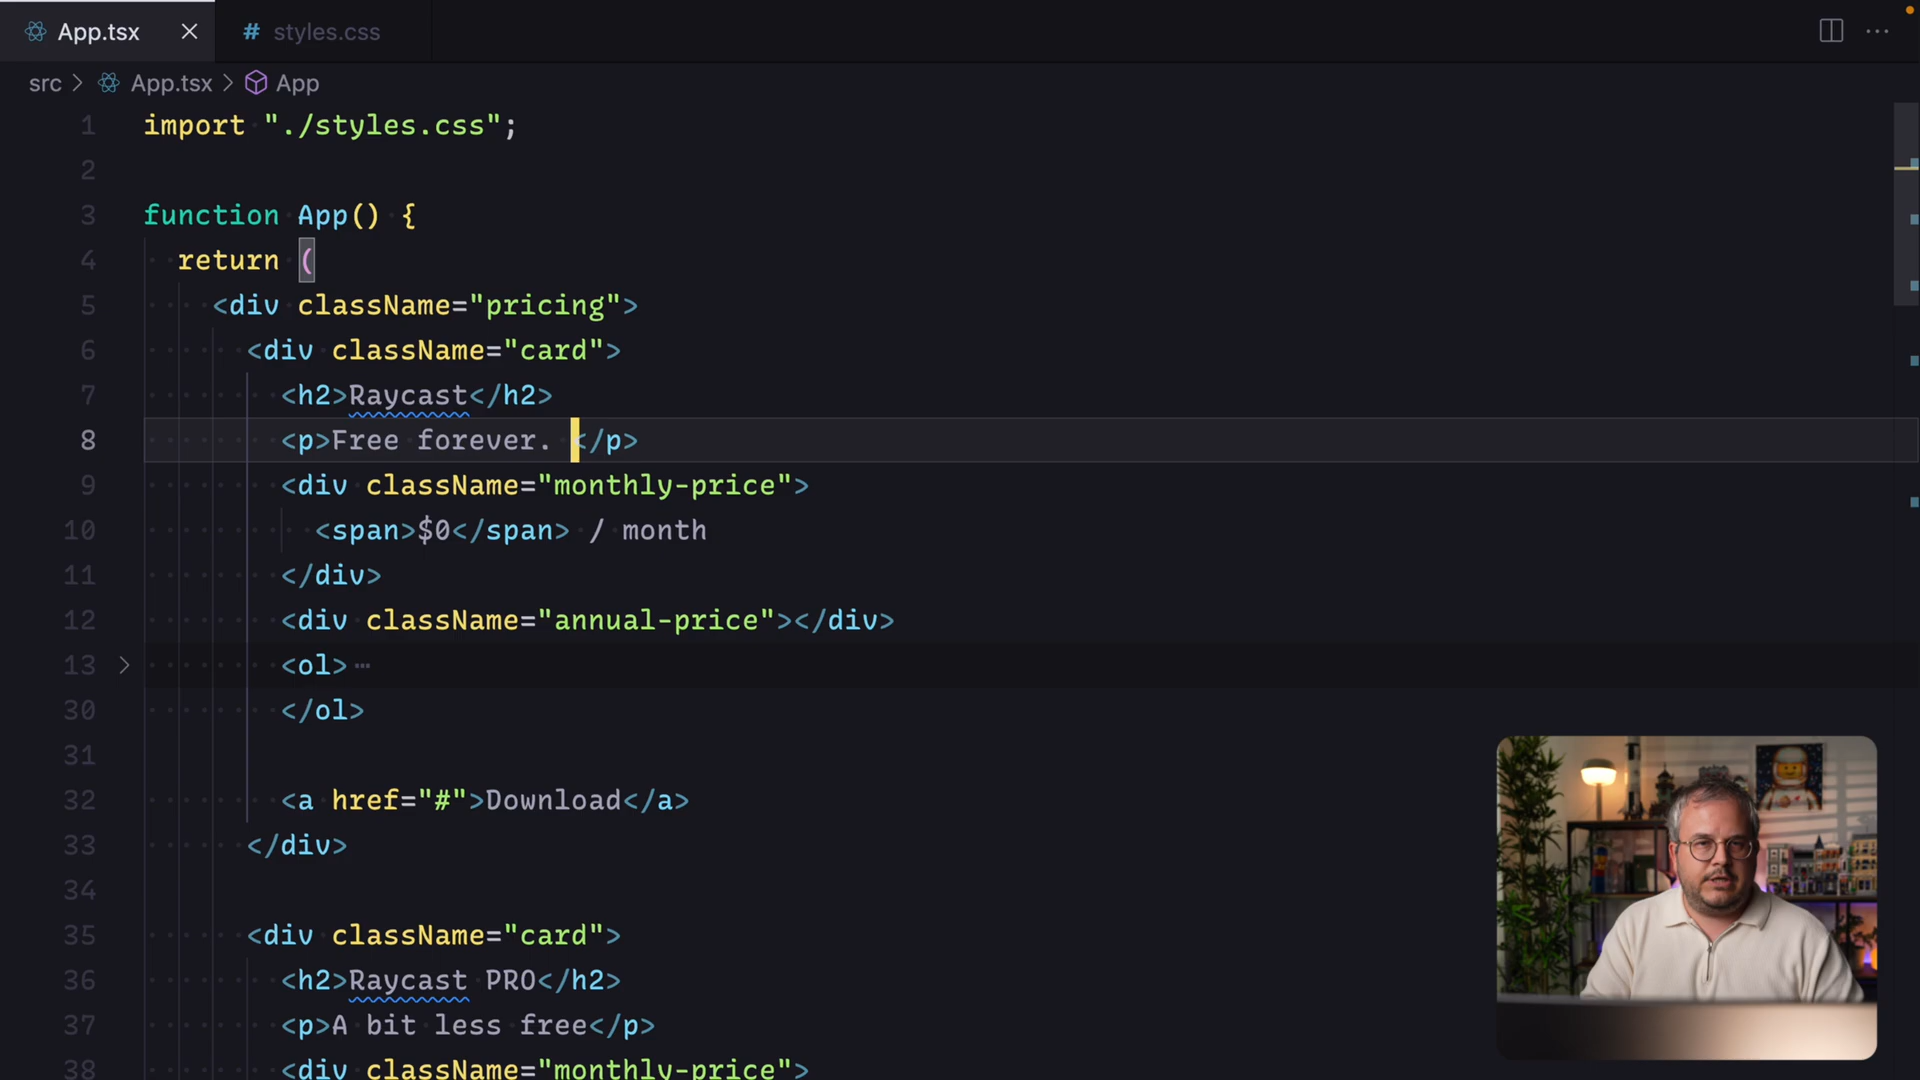 App.tsx
styles.css
src > App.tsx > App
1 import "./styles.css";
2
3 function App() {
4 return (
5 <div className="pricing">
6 <div className="card">
7 <h2>Raycast</h2>
8 <p>Free forever. </p>
9 <div className="monthly-price">
10 <span>$0</span> / month
11 </div>
12 <div className="annual-price"></div>
13 <ol>…
30 </ol>
31
32 <a href="#">Download</a>
33 </div>
34
35 <div className="card">
36 <h2>Raycast PRO</h2>
37 <p>A bit less free</p>
38 <div className="monthly-price">